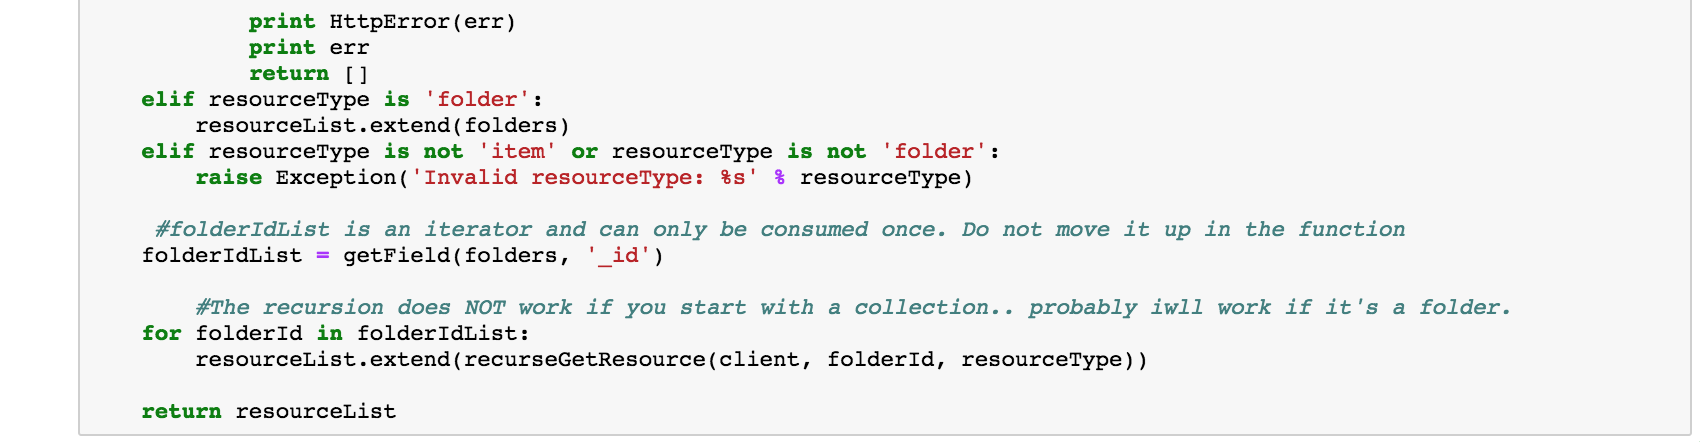 print HttpError(err)
print err
return []
elif resourceType is 'folder':
resourceList.extend(folders)
elif resourceType is not 'item' or resourceType is not 'folder':
raise Exception('Invalid resourceType: %s' % resourceType)
#folderIdList is an iterator and can only be consumed once. Do not move it up in the function
folderIdList = getField(folders, '_id')
#The recursion does NOT work if you start with a collection.. probably iwll work if it's a folder.
for folderId in folderIdList:
resourceList.extend(recurseGetResource(client, folderId, resourceType))
return resourceList